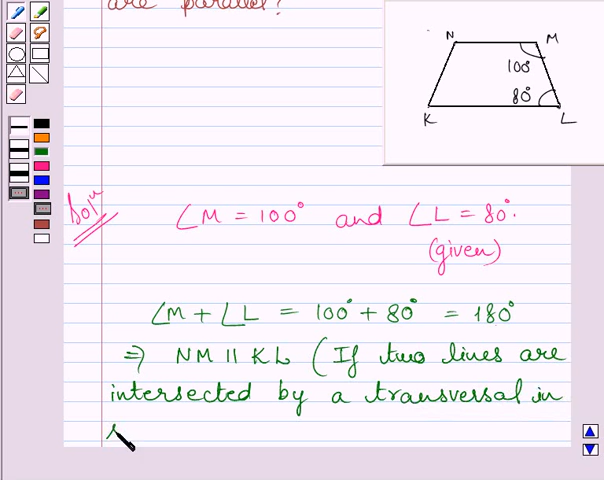 are parallel?
N M
100°
80°
K L
Solⁿ
∠M = 100° and ∠L = 80°.
(given)
∠M + ∠L = 100° + 80° = 180°
⇒ NM || KL (If two lines are
intersected by a transversal in